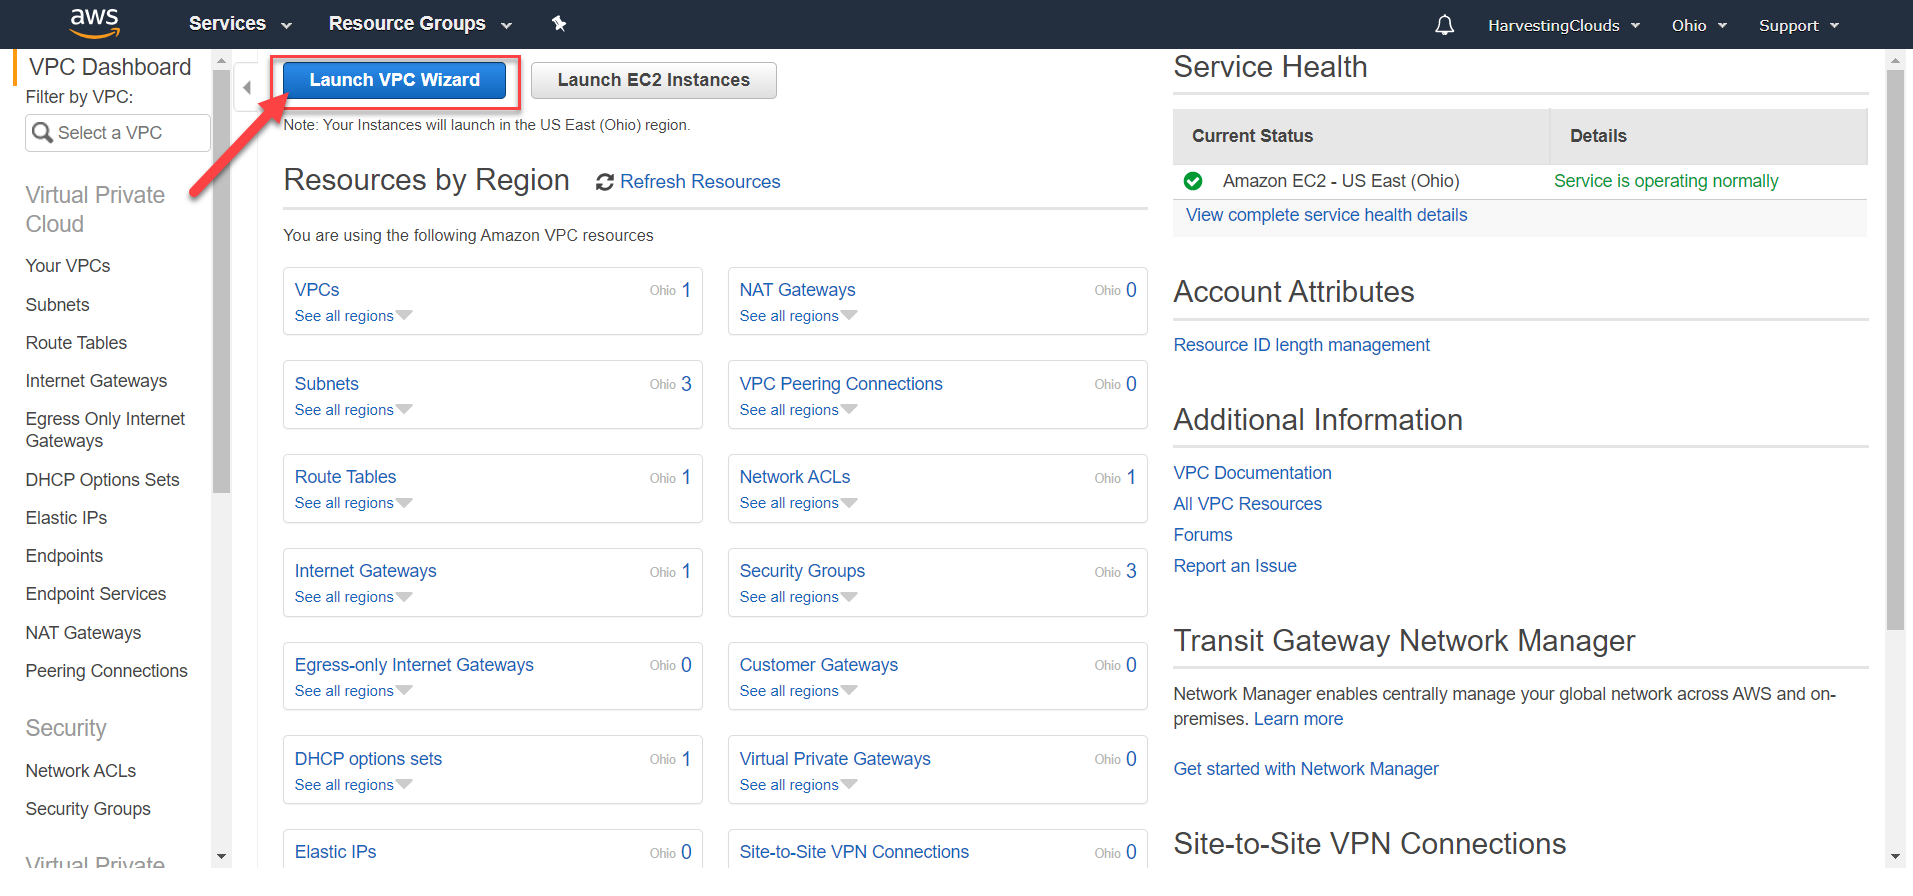 aws
Services
Resource Groups
HarvestingClouds
Ohio
Support
VPC Dashboard
Filter by VPC:
Select a VPC
Virtual Private
Cloud
Your VPCs
Subnets
Route Tables
Internet Gateways
Egress Only Internet
Gateways
DHCP Options Sets
Elastic IPs
Endpoints
Endpoint Services
NAT Gateways
Peering Connections
Security
Network ACLs
Security Groups
Virtual Private
Launch VPC Wizard
Launch EC2 Instances
Note: Your Instances will launch in the US East (Ohio) region.
Resources by Region
Refresh Resources
You are using the following Amazon VPC resources
VPCs Ohio 1
See all regions
NAT Gateways Ohio 0
See all regions
Subnets Ohio 3
See all regions
VPC Peering Connections Ohio 0
See all regions
Route Tables Ohio 1
See all regions
Network ACLs Ohio 1
See all regions
Internet Gateways Ohio 1
See all regions
Security Groups Ohio 3
See all regions
Egress-only Internet Gateways Ohio 0
See all regions
Customer Gateways Ohio 0
See all regions
DHCP options sets Ohio 1
See all regions
Virtual Private Gateways Ohio 0
See all regions
Elastic IPs Ohio 0
Site-to-Site VPN Connections Ohio 0
Service Health
Current Status Details
Amazon EC2 - US East (Ohio) Service is operating normally
View complete service health details
Account Attributes
Resource ID length management
Additional Information
VPC Documentation
All VPC Resources
Forums
Report an Issue
Transit Gateway Network Manager
Network Manager enables centrally manage your global network across AWS and on-
premises. Learn more
Get started with Network Manager
Site-to-Site VPN Connections